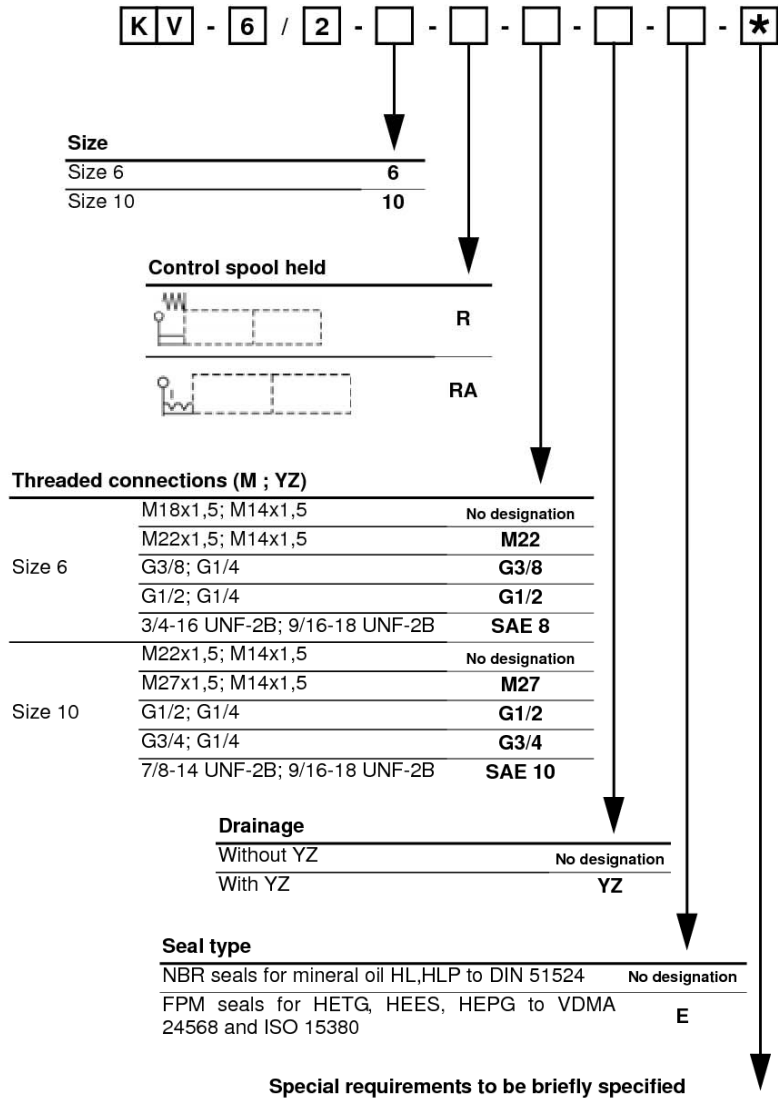 K V - 6 / 2 - - - - - - *
Size
Size 6 6
Size 10 10
Control spool held
R
RA
Threaded connections (M ; YZ)
M18x1,5; M14x1,5 No designation
M22x1,5; M14x1,5 M22
Size 6 G3/8; G1/4 G3/8
G1/2; G1/4 G1/2
3/4-16 UNF-2B; 9/16-18 UNF-2B SAE 8
M22x1,5; M14x1,5 No designation
M27x1,5; M14x1,5 M27
Size 10 G1/2; G1/4 G1/2
G3/4; G1/4 G3/4
7/8-14 UNF-2B; 9/16-18 UNF-2B SAE 10
Drainage
Without YZ No designation
With YZ YZ
Seal type
NBR seals for mineral oil HL,HLP to DIN 51524 No designation
FPM seals for HETG, HEES, HEPG to VDMA
24568 and ISO 15380 E
Special requirements to be briefly specified